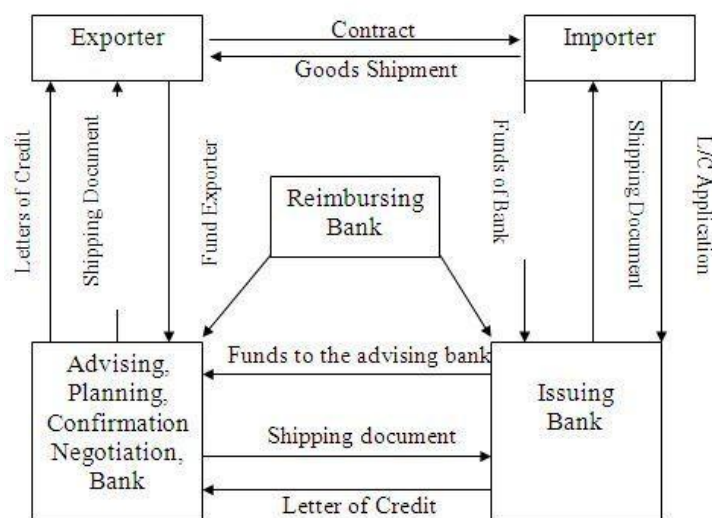 Exporter
Contract
Importer
Goods Shipment
Letters of Credit
Shipping Document
Fund Exporter
Reimbursing
Bank
Funds of Bank
Shipping Document
L/C Application
Advising,
Planning,
Confirmation
Negotiation,
Bank
Funds to the advising bank
Issuing
Bank
Shipping document
Letter of Credit